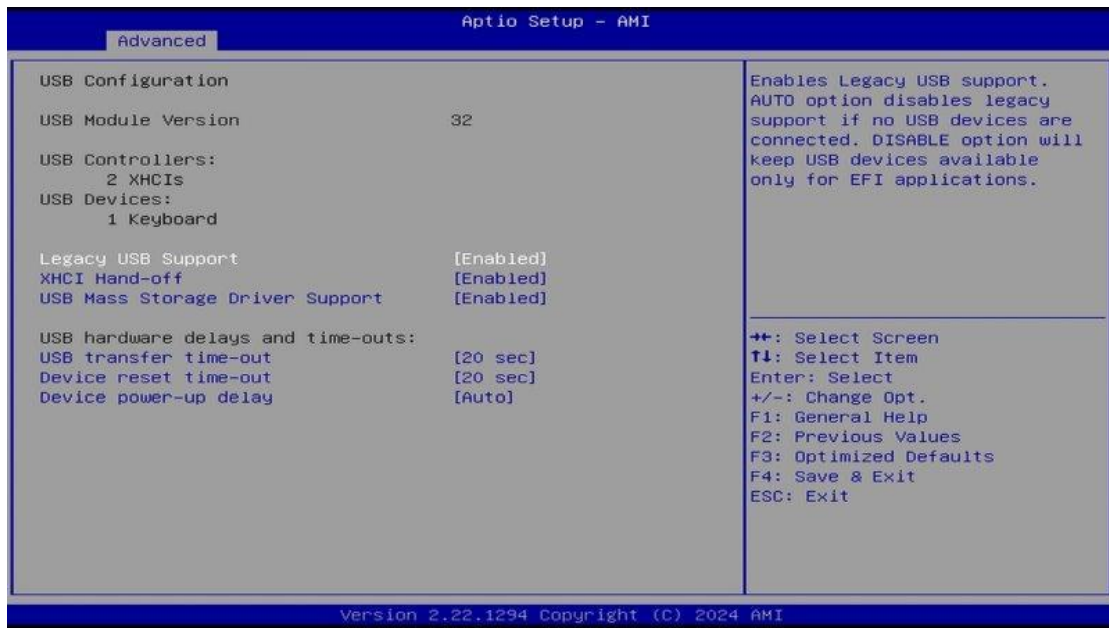 Aptio Setup – AMI
Advanced
USB Configuration
USB Module Version 32
USB Controllers:
2 XHCIs
USB Devices:
1 Keyboard
Legacy USB Support [Enabled]
XHCI Hand-off [Enabled]
USB Mass Storage Driver Support [Enabled]
USB hardware delays and time-outs:
USB transfer time-out [20 sec]
Device reset time-out [20 sec]
Device power-up delay [Auto]
Enables Legacy USB support.
AUTO option disables legacy
support if no USB devices are
connected. DISABLE option will
keep USB devices available
only for EFI applications.
→←: Select Screen
↑↓: Select Item
Enter: Select
+/-: Change Opt.
F1: General Help
F2: Previous Values
F3: Optimized Defaults
F4: Save & Exit
ESC: Exit
Version 2.22.1294 Copyright (C) 2024 AMI